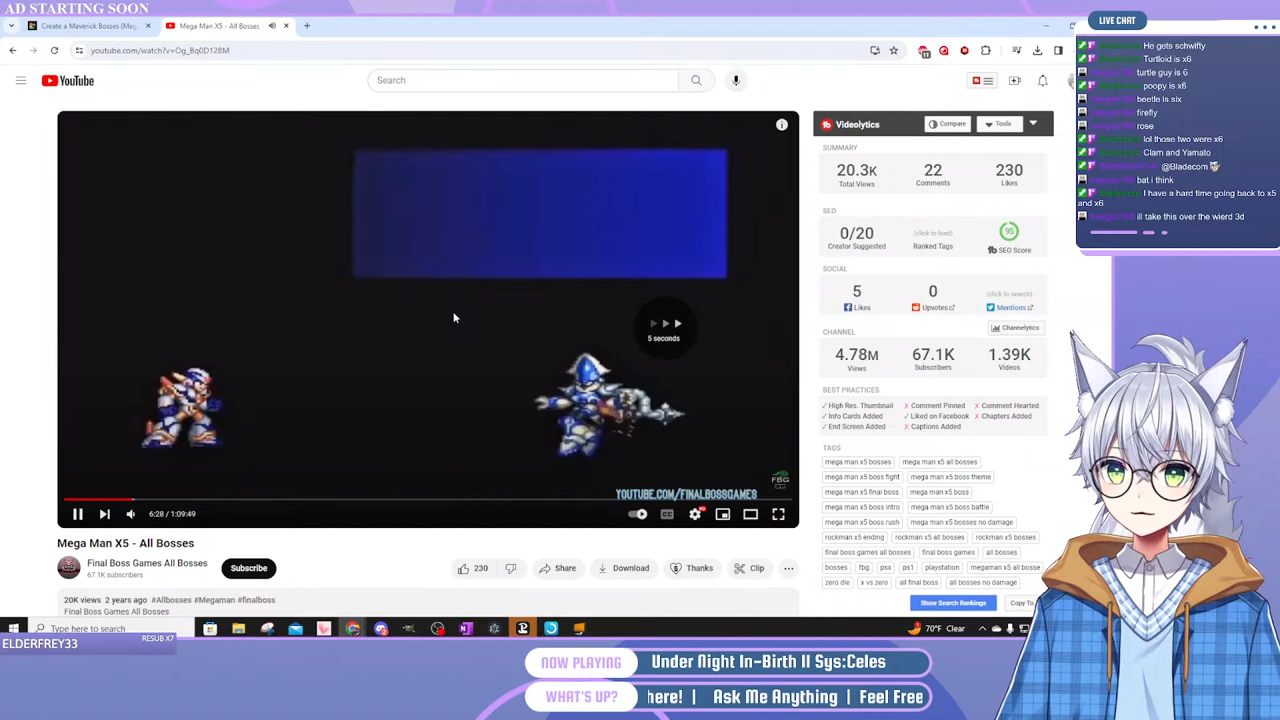 AD STARTING SOON
Create a Maverick Bosses (Meg
Mega Man X5 - All Bosses
youtube.com/watch?v=Og_Bq0D128M
YouTube
Search
5 seconds
FBG
YOUTUBE.COM/FINALBOSSGAMES
6:28 / 1:09:49
Mega Man X5 - All Bosses
Final Boss Games All Bosses
67.1K subscribers
Subscribe
230
Share
Download
Thanks
Clip
20K views 2 years ago #Allbosses #Megaman #finalboss
Final Boss Games All Bosses
Videolytics
Compare
Tools
SUMMARY
20.3K
Total Views
22
Comments
230
Likes
SEO
0/20
Creator Suggested
(click to load)
Ranked Tags
95
SEO Score
SOCIAL
5
Likes
0
Upvotes
(click to search)
Mentions
Channelytics
CHANNEL
4.78M
Views
67.1K
Subscribers
1.39K
Videos
BEST PRACTICES
✓ High Res. Thumbnail
✗ Comment Pinned
✗ Comment Hearted
✓ Info Cards Added
✓ Liked on Facebook
✗ Chapters Added
✓ End Screen Added
✗ Captions Added
TAGS
mega man x5 bosses
mega man x5 all bosses
mega man x5 boss fight
mega man x5 boss theme
mega man x5 final boss
mega man x5 boss
mega man x5 boss intro
mega man x5 boss battle
mega man x5 boss rush
mega man x5 bosses no damage
rockman x5 ending
rockman x5 all bosses
rockman x5 bosses
final boss games all bosses
final boss games
all bosses
bosses
fbg
psx
ps1
playstation
megaman x5 all bosse
zero die
x vs zero
all final boss
all bosses no damage
Show Search Rankings
Copy To
LIVE CHAT
He gets schwifty
Turtloid is x6
turtle guy is 6
poopy is x6
beetle is six
firefly
rose
lol those two were x6
Clam and Yamato
@Bladecom
bat i think
I have a hard time going back to x5
and x6
ill take this over the wierd 3d
Type here to search
70°F Clear
ELDERFREY33
RESUB X7
NOW PLAYING
Under Night In-Birth II Sys:Celes
WHAT'S UP?
here! | Ask Me Anything | Feel Free